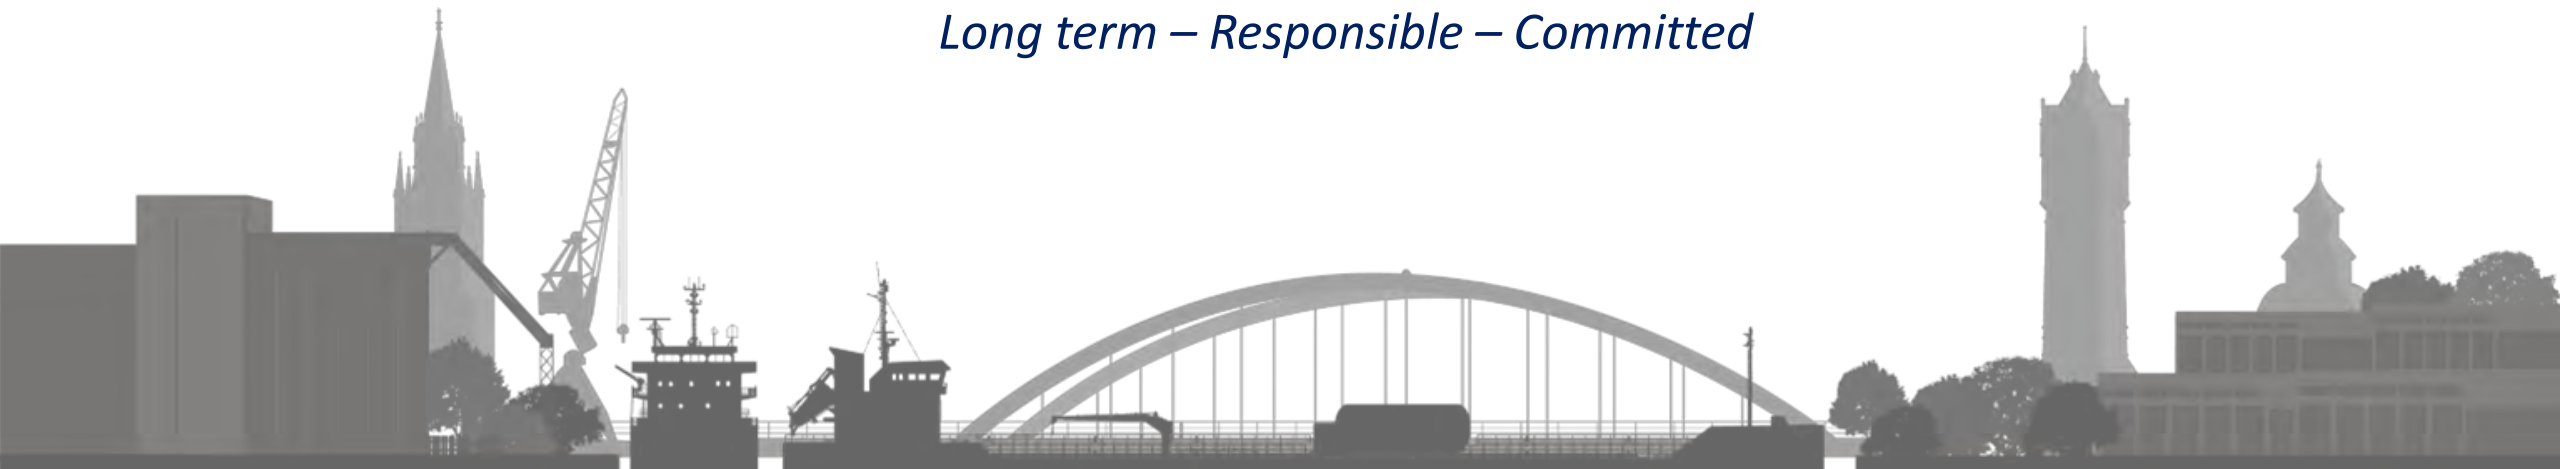 Long term – Responsible – Committed